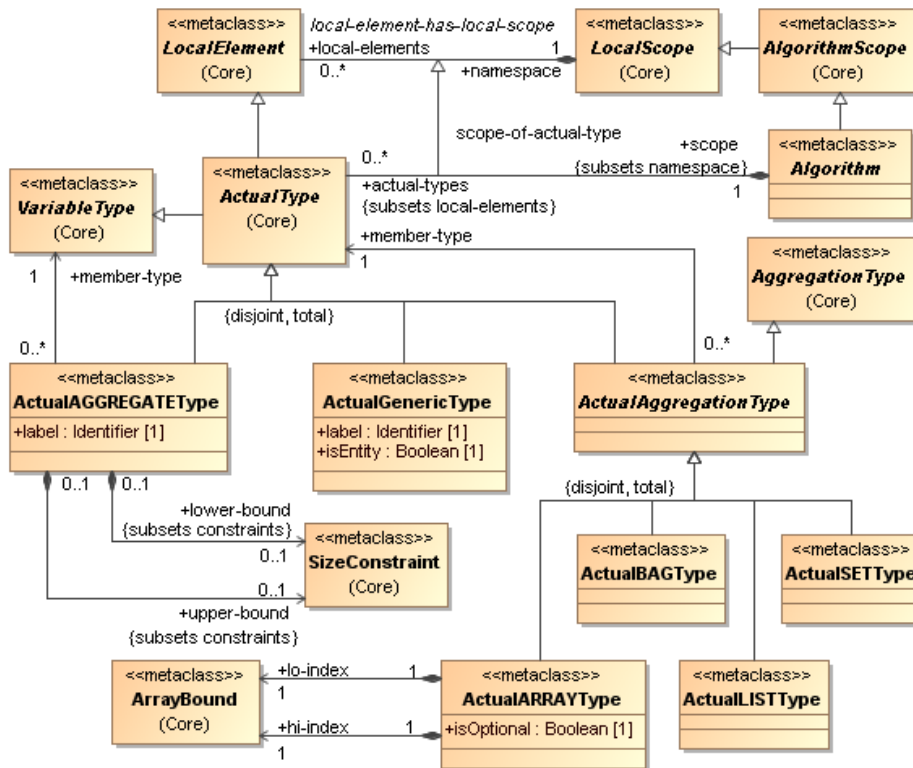 <<metaclass>>
LocalElement
(Core)
local-element-has-local-scope
+local-elements
0..*
1
+namespace
<<metaclass>>
LocalScope
(Core)
<<metaclass>>
AlgorithmScope
(Core)
scope-of-actual-type
+scope
{subsets namespace}
1
<<metaclass>>
Algorithm
<<metaclass>>
VariableType
(Core)
<<metaclass>>
ActualType
(Core)
0..*
+actual-types
{subsets local-elements}
+member-type
1
<<metaclass>>
AggregationType
(Core)
1
+member-type
0..*
{disjoint, total}
0..*
<<metaclass>>
ActualAGGREGATEType
+label : Identifier [1]
<<metaclass>>
ActualGenericType
+label : Identifier [1]
+isEntity : Boolean [1]
<<metaclass>>
ActualAggregationType
0..1
0..1
+lower-bound
{subsets constraints}
0..1
0..1
+upper-bound
{subsets constraints}
<<metaclass>>
SizeConstraint
(Core)
{disjoint, total}
<<metaclass>>
ActualBAGType
<<metaclass>>
ActualSETType
<<metaclass>>
ArrayBound
(Core)
+lo-index
1
1
+hi-index
1
1
<<metaclass>>
ActualARRAYType
+isOptional : Boolean [1]
<<metaclass>>
ActualLISTType